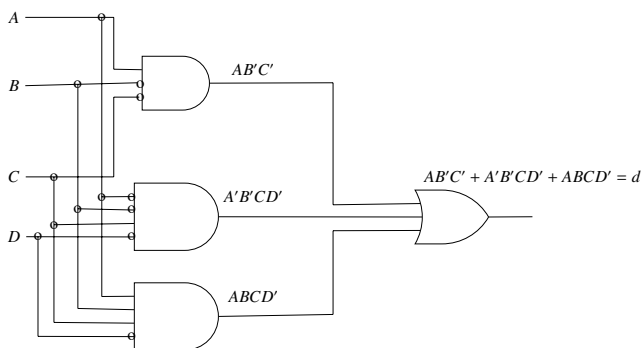 A
AB′C′
B
C
AB′C′ + A′B′CD′ + ABCD′ = d
A′B′CD′
D
ABCD′